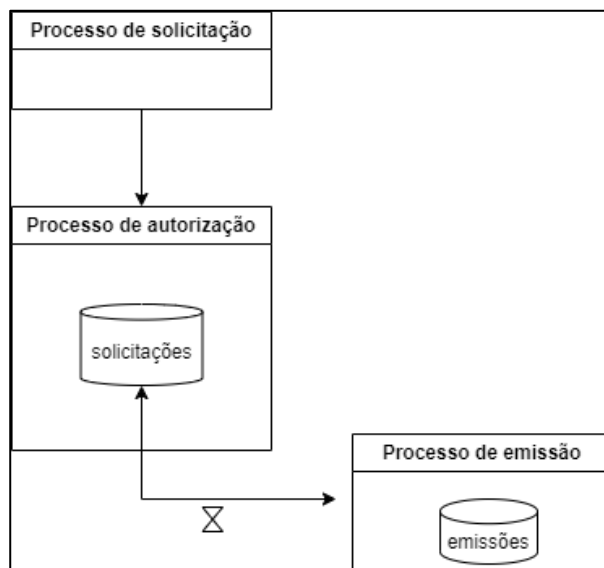 Processo de solicitação
Processo de autorização
solicitações
Processo de emissão
emissões